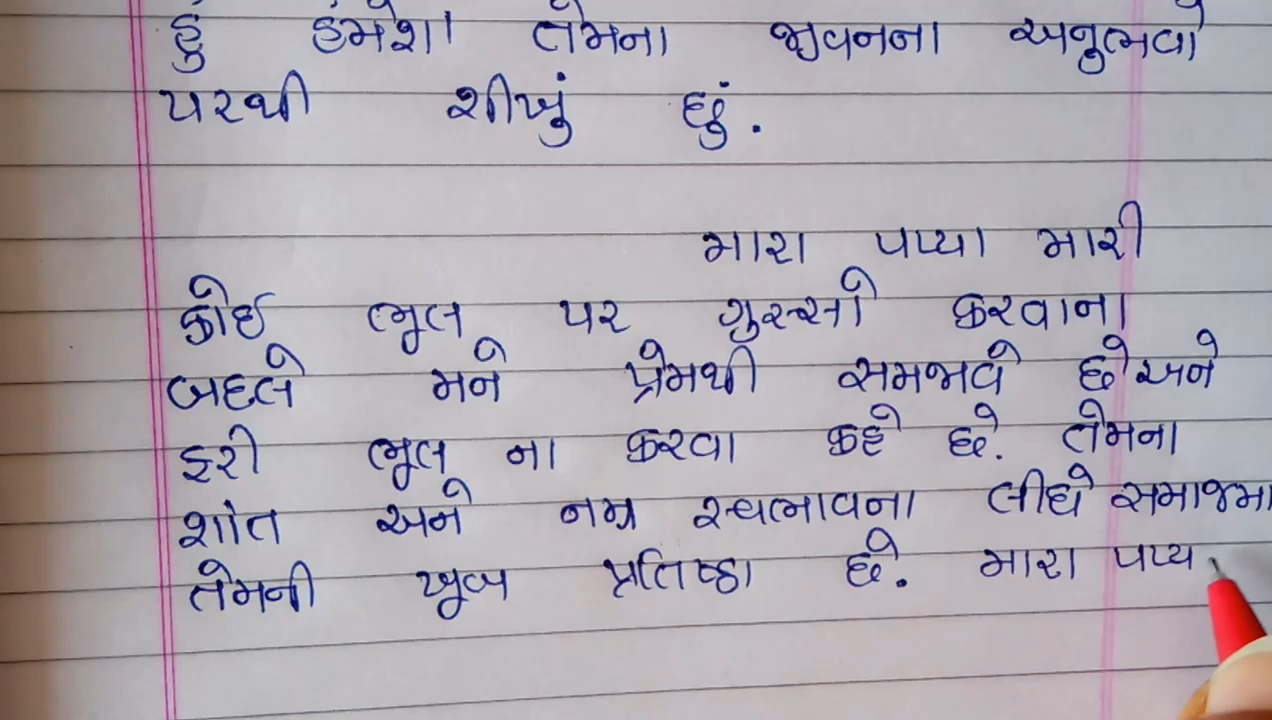 હું હંમેશા તેમના જીવનના અનુભવો
પરથી શીખું છું.
મારા પપ્પા મારી
કોઈ ભૂલ પર ગુસ્સો કરવાના
બદલે મને પ્રેમથી સમજાવે છે અને
ફરી ભૂલ ના કરવા કહે છે. તેમના
શાંત અને નમ્ર સ્વભાવના લીધે સમાજમા
તેમની ખૂબ પ્રતિષ્ઠા છે. મારા પપ્પ